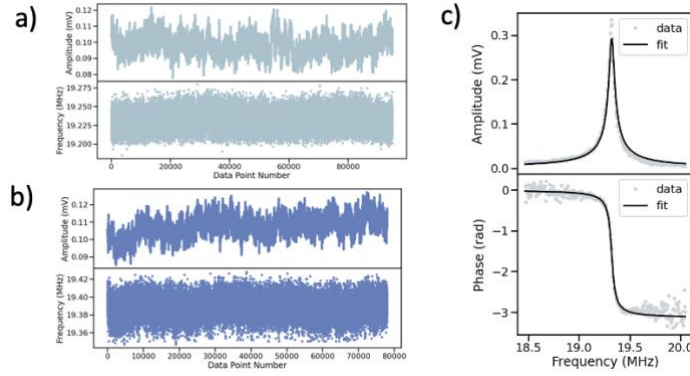 a)
Amplitude (mV)
0.12
0.11
0.10
0.09
0.08
Frequency (MHz)
19.275
19.250
19.225
19.200
0 20000 40000 60000 80000
Data Point Number
b)
Amplitude (mV)
0.12
0.11
0.10
0.09
Frequency (MHz)
19.42
19.40
19.38
19.36
0 10000 20000 30000 40000 50000 60000 70000 80000
Data Point Number
c)
Amplitude (mV)
0.3
0.2
0.1
0.0
data
fit
Phase (rad)
0
−1
−2
−3
data
fit
18.5 19.0 19.5 20.0
Frequency (MHz)